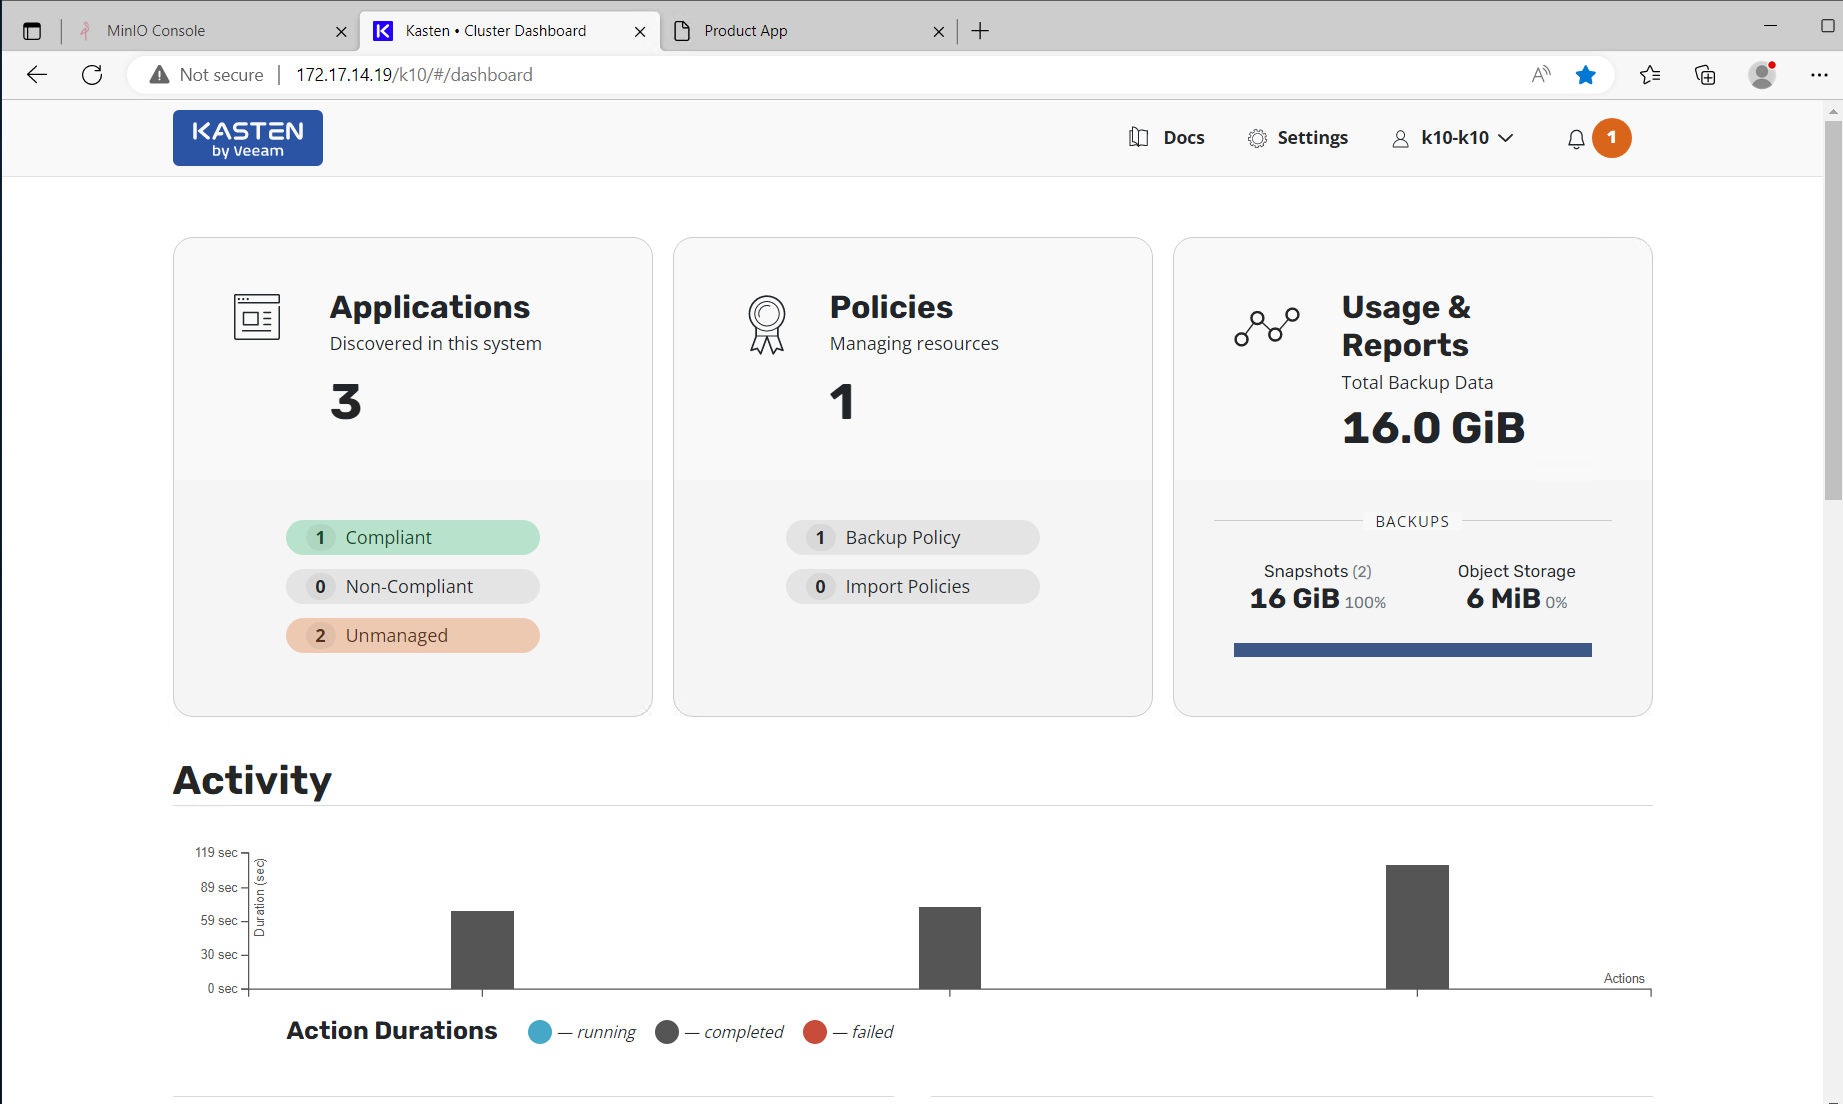 MinIO Console
Kasten • Cluster Dashboard
Product App
Not secure
172.17.14.19/k10/#/dashboard
KASTEN
by Veeam
Docs
Settings
k10-k10
1
Applications
Discovered in this system
3
1 Compliant
0 Non-Compliant
2 Unmanaged
Policies
Managing resources
1
1 Backup Policy
0 Import Policies
Usage &
Reports
Total Backup Data
16.0 GiB
BACKUPS
Snapshots (2)
16 GiB 100%
Object Storage
6 MiB 0%
Activity
119 sec
89 sec
59 sec
30 sec
0 sec
Duration (sec)
Actions
Action Durations
— running
— completed
— failed